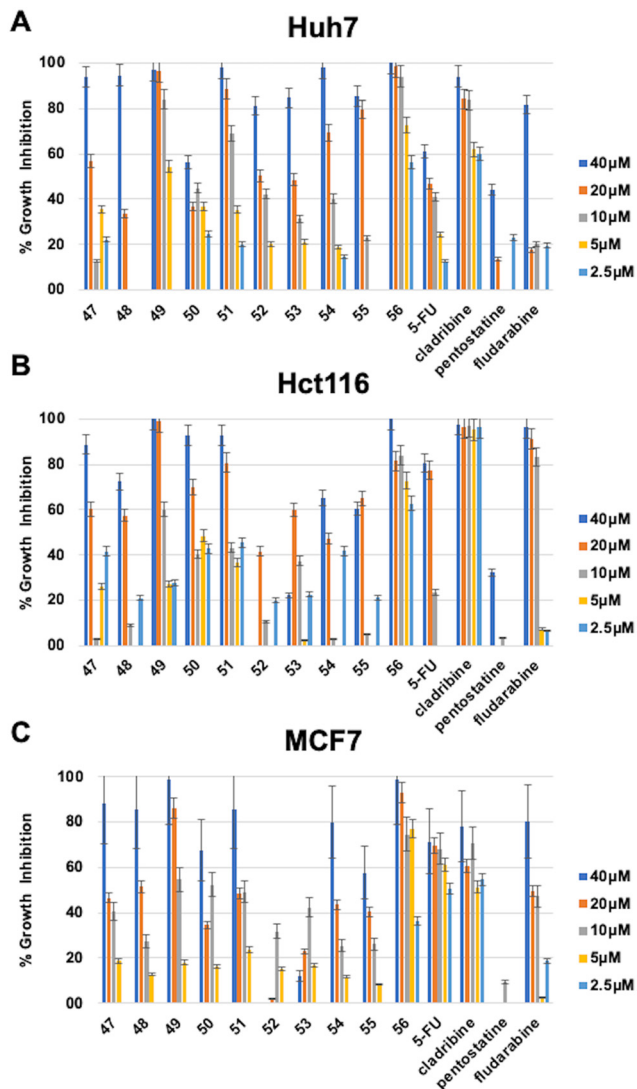 A
Huh7
% Growth Inhibition
100
80
60
40
20
00
47 48 49 50 51 52 53 54 55 56 5-FU cladribine pentostatine fludarabine
40µM
20µM
10µM
5µM
2.5µM
B
Hct116
% Growth Inhibition
100
80
60
40
20
00
47 48 49 50 51 52 53 54 55 56 5-FU cladribine pentostatine fludarabine
40µM
20µM
10µM
5µM
2.5µM
C
MCF7
% Growth Inhibition
100
80
60
40
20
00
47 48 49 50 51 52 53 54 55 56 5-FU cladribine pentostatine fludarabine
40µM
20µM
10µM
5µM
2.5µM